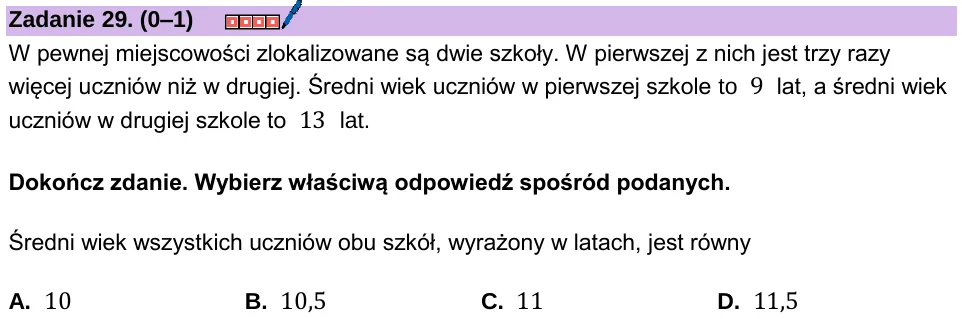 Zadanie 29. (0–1)
W pewnej miejscowości zlokalizowane są dwie szkoły. W pierwszej z nich jest trzy razy
więcej uczniów niż w drugiej. Średni wiek uczniów w pierwszej szkole to 9 lat, a średni wiek
uczniów w drugiej szkole to 13 lat.
Dokończ zdanie. Wybierz właściwą odpowiedź spośród podanych.
Średni wiek wszystkich uczniów obu szkół, wyrażony w latach, jest równy
A. 10 B. 10,5 C. 11 D. 11,5